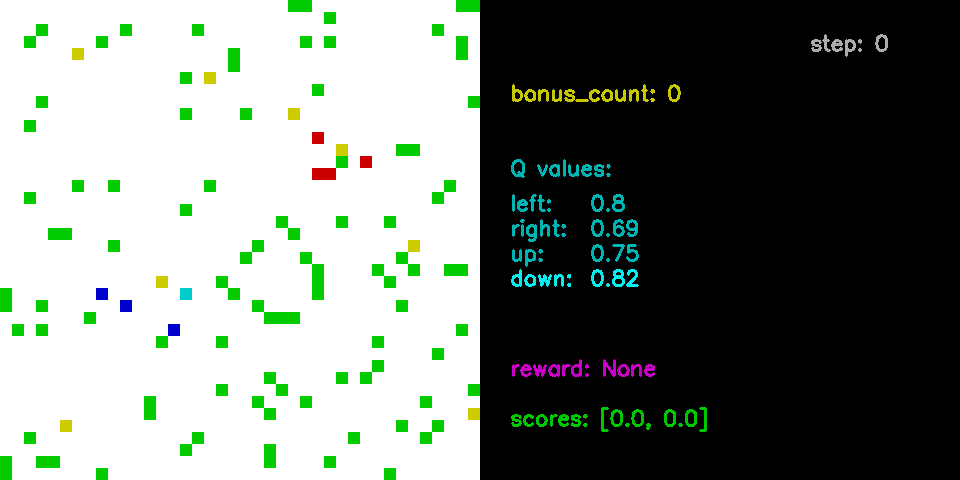 step: 0
bonus_count: 0
Q values:
left: 0.8
right: 0.69
up: 0.75
down: 0.82
reward: None
scores: [0.0, 0.0]